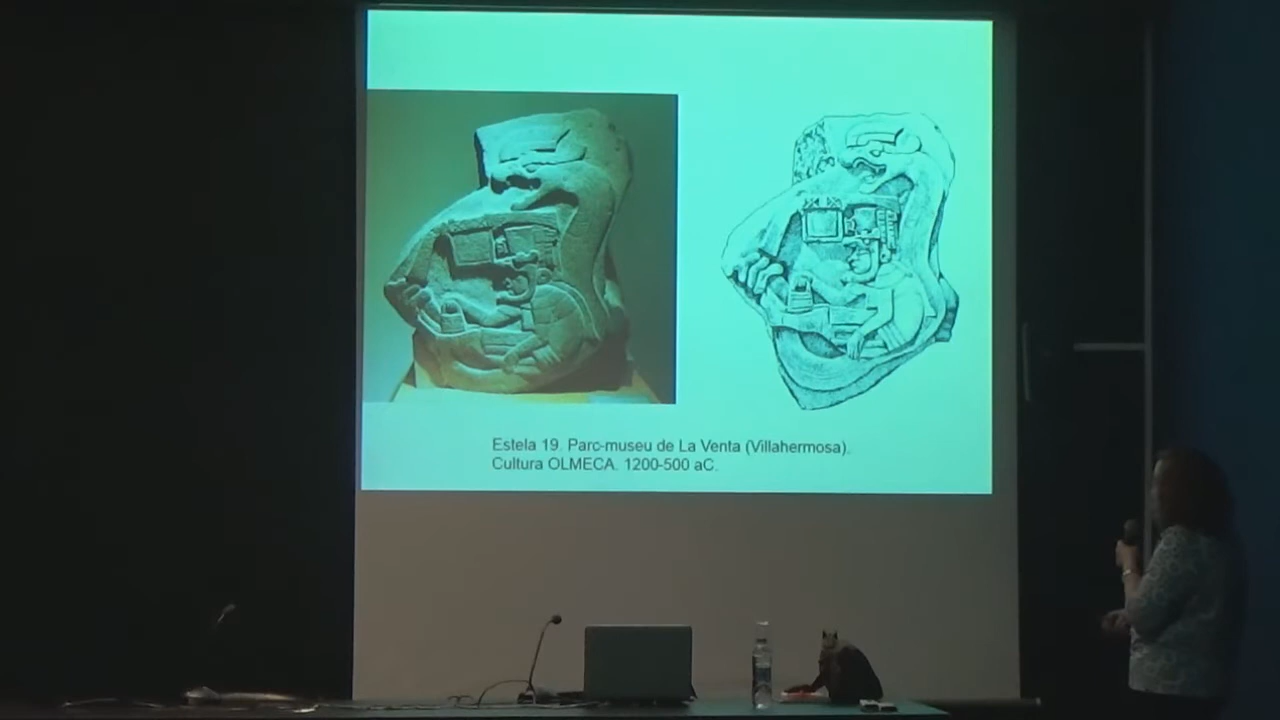 Estela 19. Parc-museu de La Venta (Villahermosa).
Cultura OLMECA. 1200-500 aC.